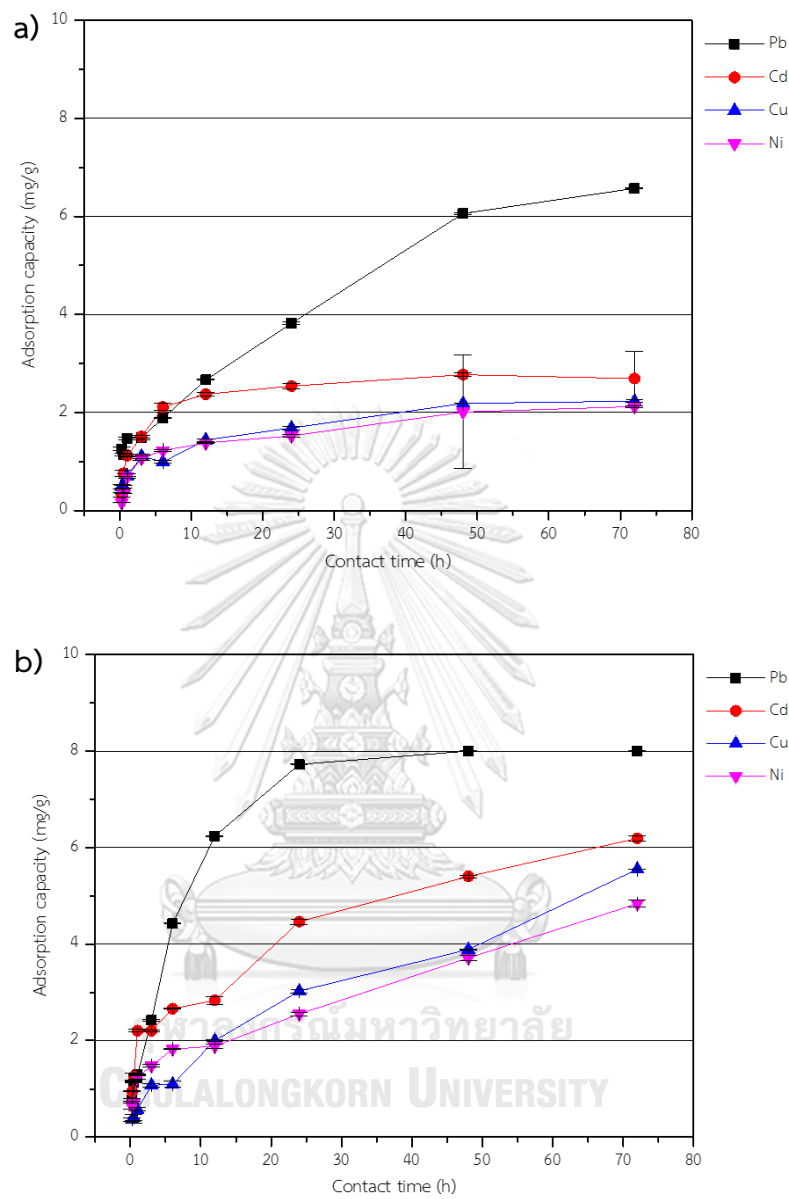 a)
10
8
6
4
2
0
Adsorption capacity (mg/g)
0 10 20 30 40 50 60 70 80
Contact time (h)
Pb
Cd
Cu
Ni
b)
10
8
6
4
2
0
Adsorption capacity (mg/g)
0 10 20 30 40 50 60 70 80
Contact time (h)
Pb
Cd
Cu
Ni
จุฬาลงกรณ์มหาวิทยาลัย
CHULALONGKORN UNIVERSITY